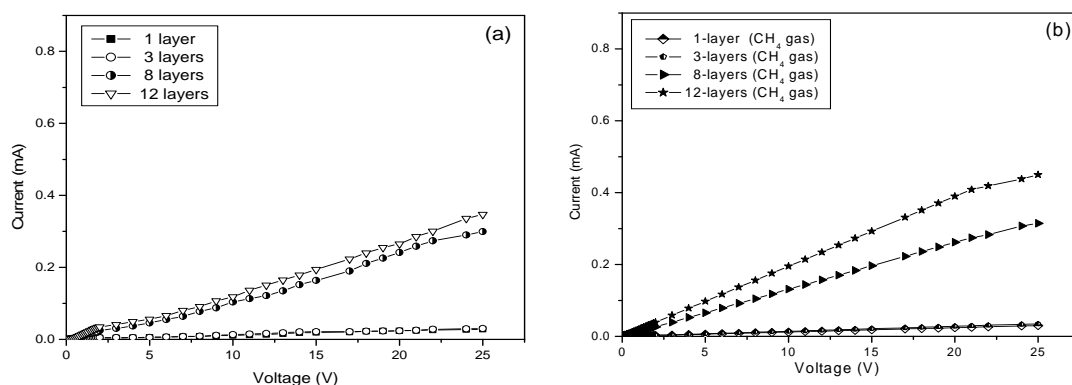 (a)
1 layer
3 layers
8 layers
12 layers
Current (mA)
0.8
0.6
0.4
0.2
0.0
0 5 10 15 20 25
Voltage (V)
(b)
1-layer (CH₄ gas)
3-layers (CH₄ gas)
8-layers (CH₄ gas)
12-layers (CH₄ gas)
Current (mA)
0.8
0.6
0.4
0.2
0.0
0 5 10 15 20 25
Voltage (V)